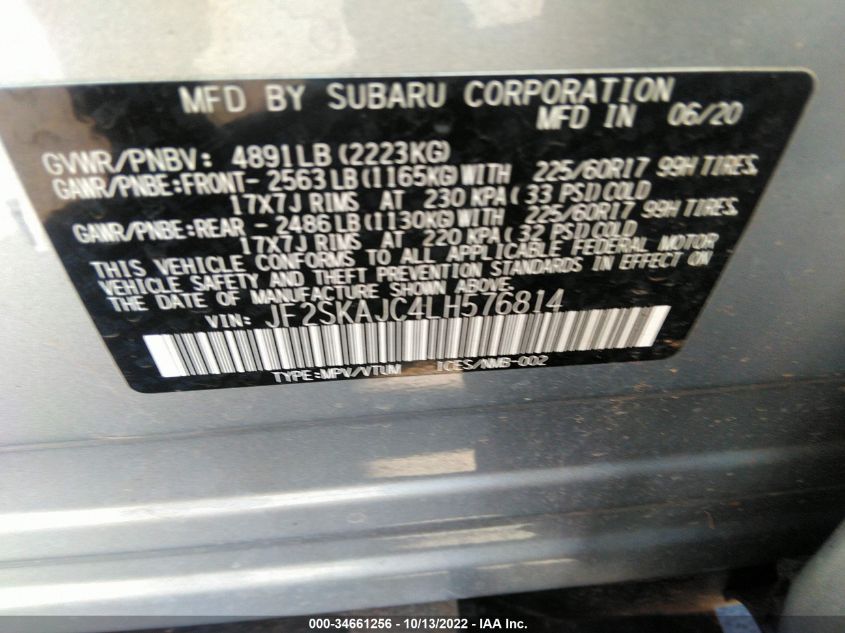 MFD BY SUBARU CORPORATION
MFD IN 06/20
GVWR/PNBV: 4891LB (2223KG)
GAWR/PNBE:FRONT- 2563 LB (1165KG) WITH 225/60R17 99H TIRES,
17X7J RIMS AT 230 KPA ( 33 PSI) COLD
GAWR/PNBE:REAR - 2486 LB (1130KG) WITH 225/60R17 99H TIRES,
17X7J RIMS AT 220 KPA ( 32 PSI) COLD
THIS VEHICLE CONFORMS TO ALL APPLICABLE FEDERAL MOTOR
VEHICLE SAFETY AND THEFT PREVENTION STANDARDS IN EFFECT ON
THE DATE OF MANUFACTURE SHOWN ABOVE.
VIN: JF2SKAJC4LH576814
TYPE:MPV/VTUM ICES/NMB-002
000-34661256 - 10/13/2022 - IAA Inc.